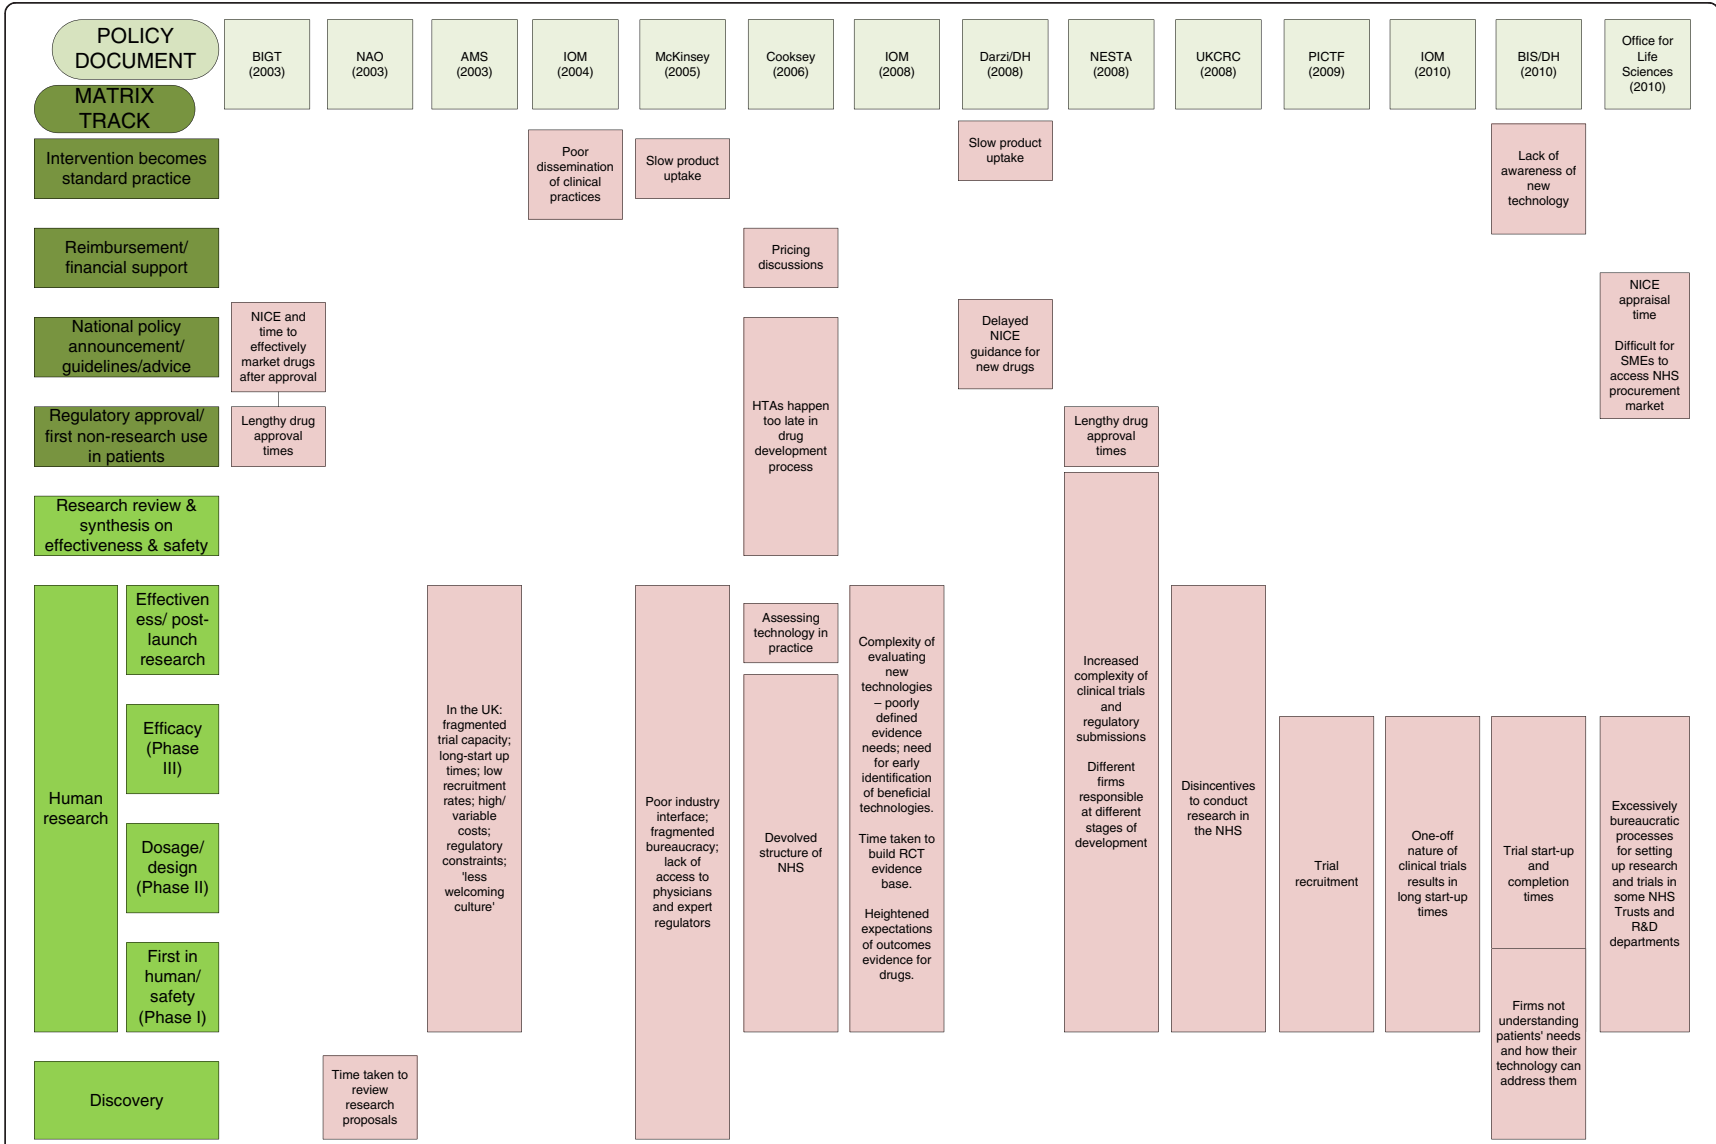 POLICY
DOCUMENT
BIGT
(2003)
NAO
(2003)
AMS
(2003)
IOM
(2004)
McKinsey
(2005)
Cooksey
(2006)
IOM
(2008)
Darzi/DH
(2008)
NESTA
(2008)
UKCRC
(2008)
PICTF
(2009)
IOM
(2010)
BIS/DH
(2010)
Office for
Life
Sciences
(2010)
MATRIX
TRACK
Intervention becomes
standard practice
Poor
dissemination
of clinical
practices
Slow product
uptake
Slow product
uptake
Lack of
awareness of
new
technology
Reimbursement/
financial support
Pricing
discussions
National policy
announcement/
guidelines/advice
NICE and
time to
effectively
market drugs
after approval
HTAs happen
too late in
drug
development
process
Delayed
NICE
guidance for
new drugs
NICE
appraisal
time
Difficult for
SMEs to
access NHS
procurement
market
Regulatory approval/
first non-research use
in patients
Lengthy drug
approval
times
Lengthy drug
approval
times
Research review &
synthesis on
effectiveness & safety
Human
research
Effectiven
ess/ post-
launch
research
Efficacy
(Phase
III)
Dosage/
design
(Phase II)
First in
human/
safety
(Phase I)
In the UK:
fragmented
trial capacity;
long-start up
times; low
recruitment
rates; high/
variable
costs;
regulatory
constraints;
'less
welcoming
culture'
Poor industry
interface;
fragmented
bureaucracy;
lack of
access to
physicians
and expert
regulators
Assessing
technology in
practice
Devolved
structure of
NHS
Complexity of
evaluating
new
technologies
– poorly
defined
evidence
needs; need
for early
identification
of beneficial
technologies.
Time taken to
build RCT
evidence
base.
Heightened
expectations
of outcomes
evidence for
drugs.
Increased
complexity of
clinical trials
and
regulatory
submissions
Different
firms
responsible
at different
stages of
development
Disincentives
to conduct
research in
the NHS
Trial
recruitment
One-off
nature of
clinical trials
results in
long start-up
times
Trial start-up
and
completion
times
Firms not
understanding
patients' needs
and how their
technology can
address them
Excessively
bureaucratic
processes
for setting
up research
and trials in
some NHS
Trusts and
R&D
departments
Discovery
Time taken to
review
research
proposals